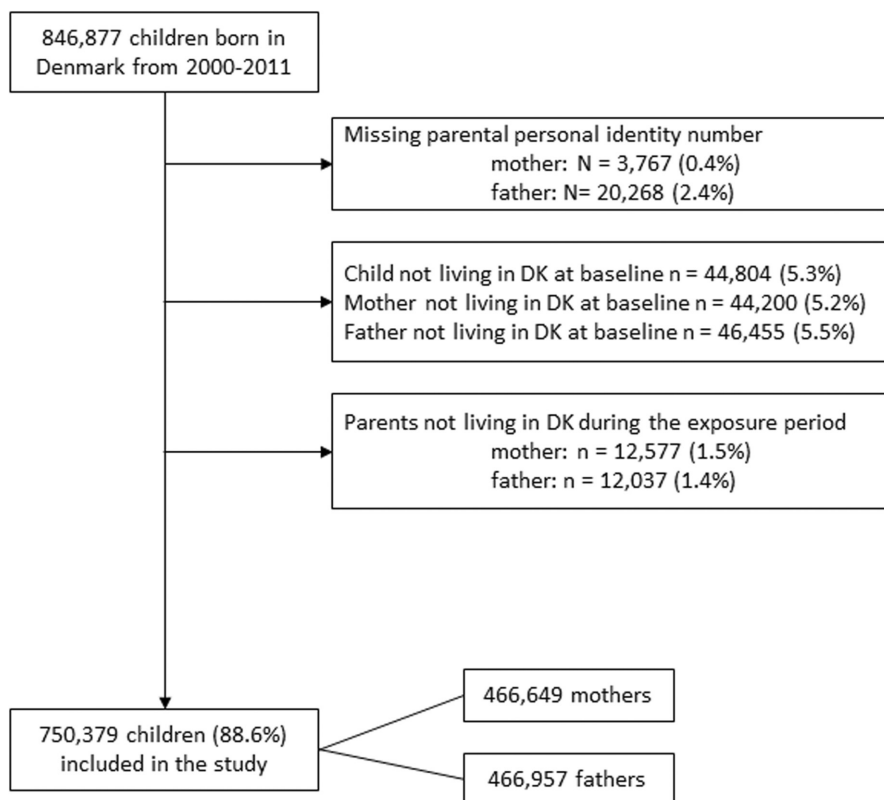 846,877 children born in
Denmark from 2000-2011
Missing parental personal identity number
mother: N = 3,767 (0.4%)
father: N= 20,268 (2.4%)
Child not living in DK at baseline n = 44,804 (5.3%)
Mother not living in DK at baseline n = 44,200 (5.2%)
Father not living in DK at baseline n = 46,455 (5.5%)
Parents not living in DK during the exposure period
mother: n = 12,577 (1.5%)
father: n = 12,037 (1.4%)
466,649 mothers
750,379 children (88.6%)
included in the study
466,957 fathers